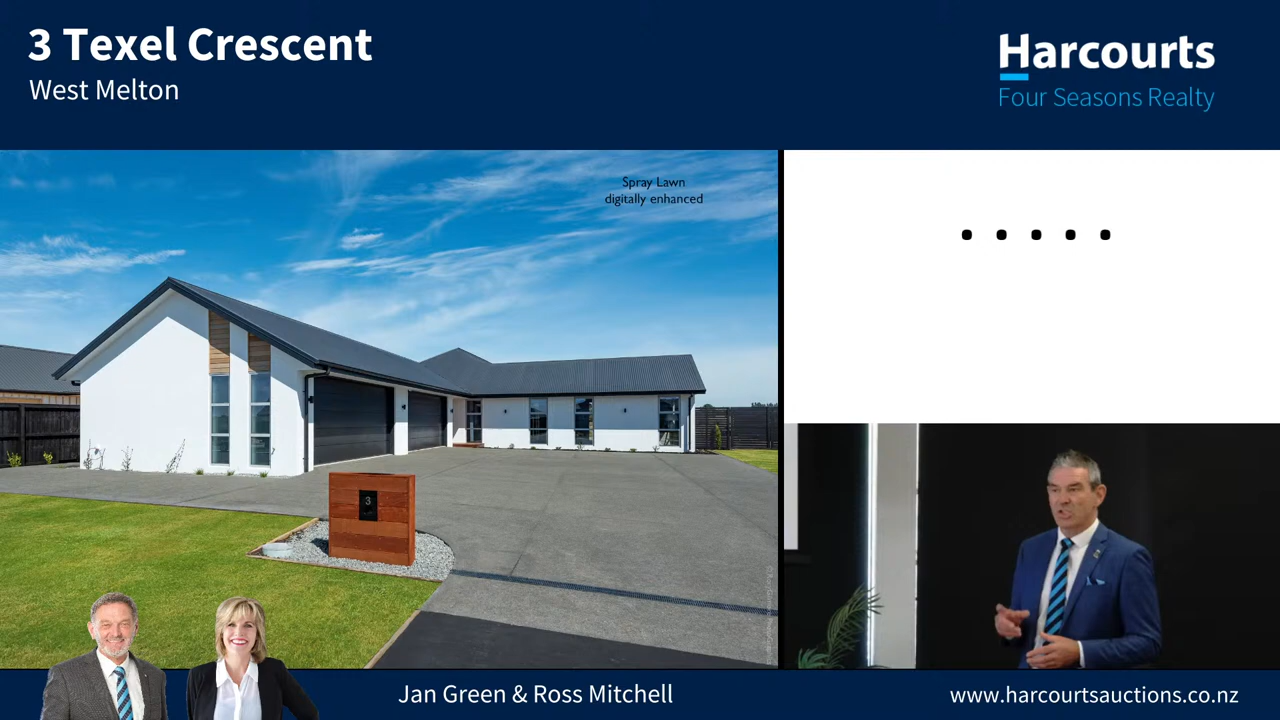 3 Texel Crescent
West Melton
Harcourts
Four Seasons Realty
Spray Lawn
digitally enhanced
3
Jan Green & Ross Mitchell
www.harcourtsauctions.co.nz